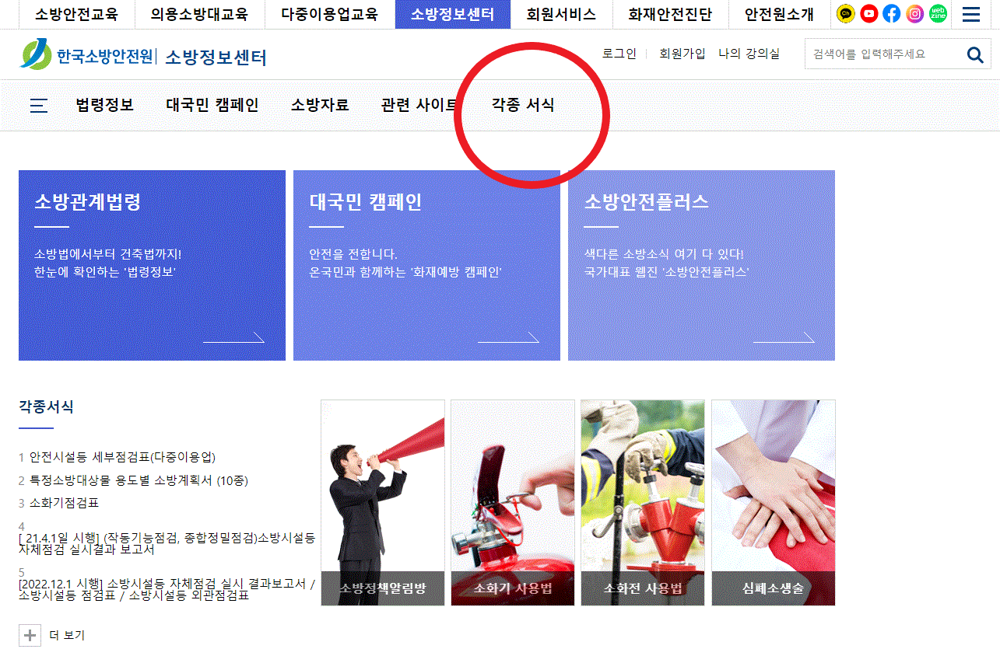 소방안전교육 의용소방대교육 다중이용업교육 소방정보센터 회원서비스 화재안전진단 안전원소개 Ch web zine
한국소방안전원 소방정보센터 로그인 회원가입 나의 강의실 검색어를 입력해주세요
법령정보 대국민 캠페인 소방자료 관련 사이트 각종 서식
소방관계법령
소방법에서부터 건축법까지!
한눈에 확인하는 '법령정보'
대국민 캠페인
안전을 전합니다.
온국민과 함께하는 '화재예방 캠페인'
소방안전플러스
색다른 소방소식 여기 다 있다!
국가대표 웹진 '소방안전플러스'
각종서식
1 안전시설등 세부점검표(다중이용업)
2 특정소방대상물 용도별 소방계획서 (10종)
3 소화기점검표
4
[ 21.4.1일 시행] (작동기능점검, 종합정밀점검)소방시설등
자체점검 실시결과 보고서
5
[2022.12.1 시행] 소방시설등 자체점검 실시 결과보고서 /
소방시설등 점검표 / 소방시설등 외관점검표
더 보기
소방정책알림방 소화기 사용법 소화전 사용법 심폐소생술